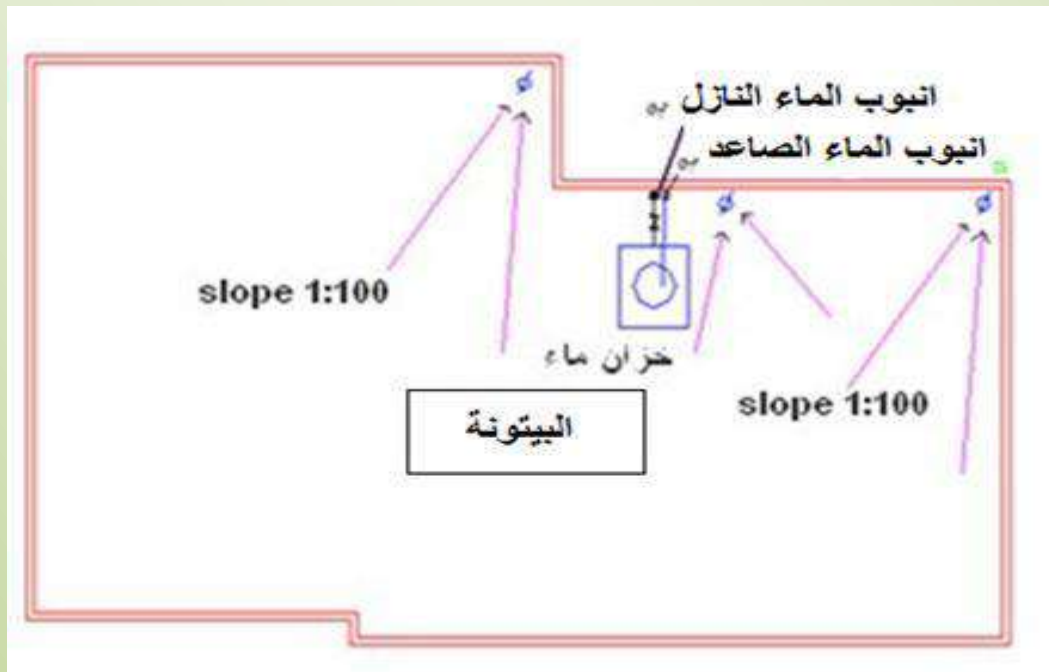 انبوب الماء النازل
انبوب الماء الصاعد
slope 1:100
خزان ماء
slope 1:100
البيتونة